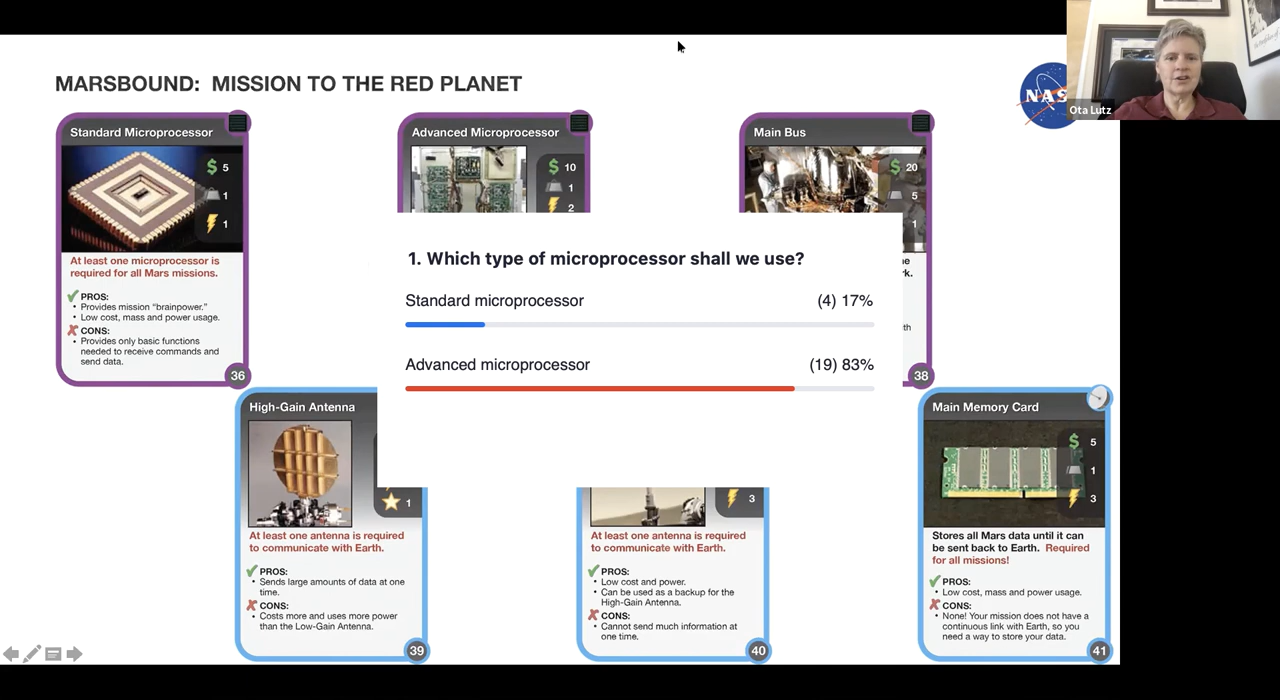 MARSBOUND: MISSION TO THE RED PLANET
NAS
Ota Lutz
Standard Microprocessor
$ 5
1
1
At least one microprocessor is
required for all Mars missions.
PROS:
• Provides mission “brainpower.”
• Low cost, mass and power usage.
CONS:
• Provides only basic functions
needed to receive commands and
send data.
36
Advanced Microprocessor
$ 10
1
2
Main Bus
$ 20
5
1
e
rk.
th
38
1. Which type of microprocessor shall we use?
Standard microprocessor (4) 17%
Advanced microprocessor (19) 83%
High-Gain Antenna
1
At least one antenna is required
to communicate with Earth.
PROS:
• Sends large amounts of data at one
time.
CONS:
• Costs more and uses more power
than the Low-Gain Antenna.
39
3
At least one antenna is required
to communicate with Earth.
PROS:
• Low cost and power.
• Can be used as a backup for the
High-Gain Antenna.
CONS:
• Cannot send much information at
one time.
40
Main Memory Card
$ 5
1
3
Stores all Mars data until it can
be sent back to Earth. Required
for all missions!
PROS:
• Low cost, mass and power usage.
CONS:
• None! Your mission does not have a
continuous link with Earth, so you
need a way to store your data.
41